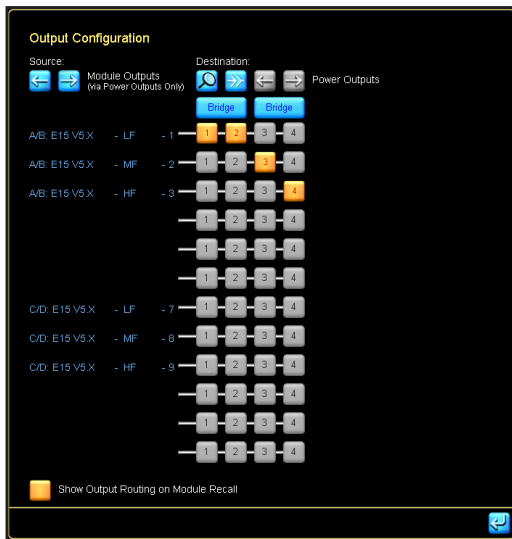 Output Configuration
Source: Destination:
Module Outputs Power Outputs
(via Power Outputs Only)
Bridge Bridge
A/B: E15 V5.X - LF - 1 1 2 3 4
A/B: E15 V5.X - MF - 2 1 2 3 4
A/B: E15 V5.X - HF - 3 1 2 3 4
1 2 3 4
1 2 3 4
1 2 3 4
C/D: E15 V5.X - LF - 7 1 2 3 4
C/D: E15 V5.X - MF - 8 1 2 3 4
C/D: E15 V5.X - HF - 9 1 2 3 4
1 2 3 4
1 2 3 4
1 2 3 4
Show Output Routing on Module Recall